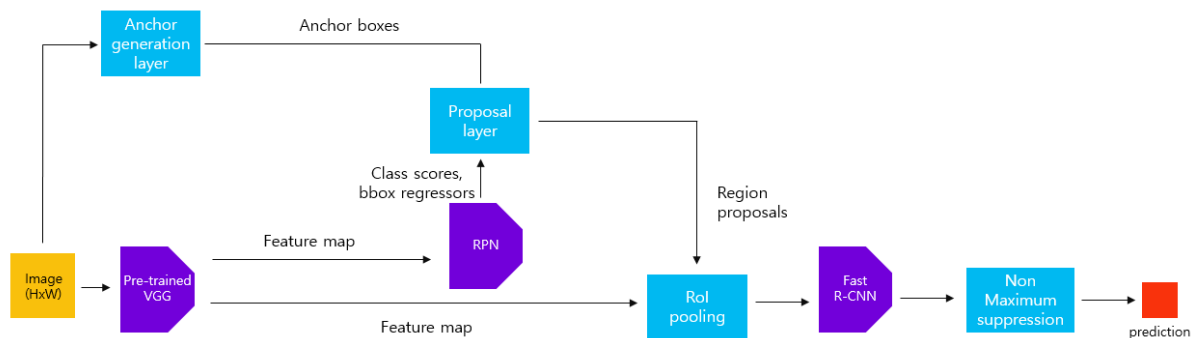 Anchor
generation
layer
Anchor boxes
Proposal
layer
Class scores,
bbox regressors
Region
proposals
Feature map
RPN
Image
(HxW)
Pre-trained
VGG
Feature map
RoI
pooling
Fast
R-CNN
Non
Maximum
suppression
prediction